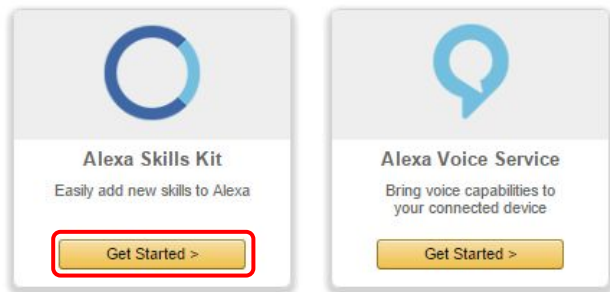 Alexa Skills Kit
Easily add new skills to Alexa
Get Started >
Alexa Voice Service
Bring voice capabilities to
your connected device
Get Started >